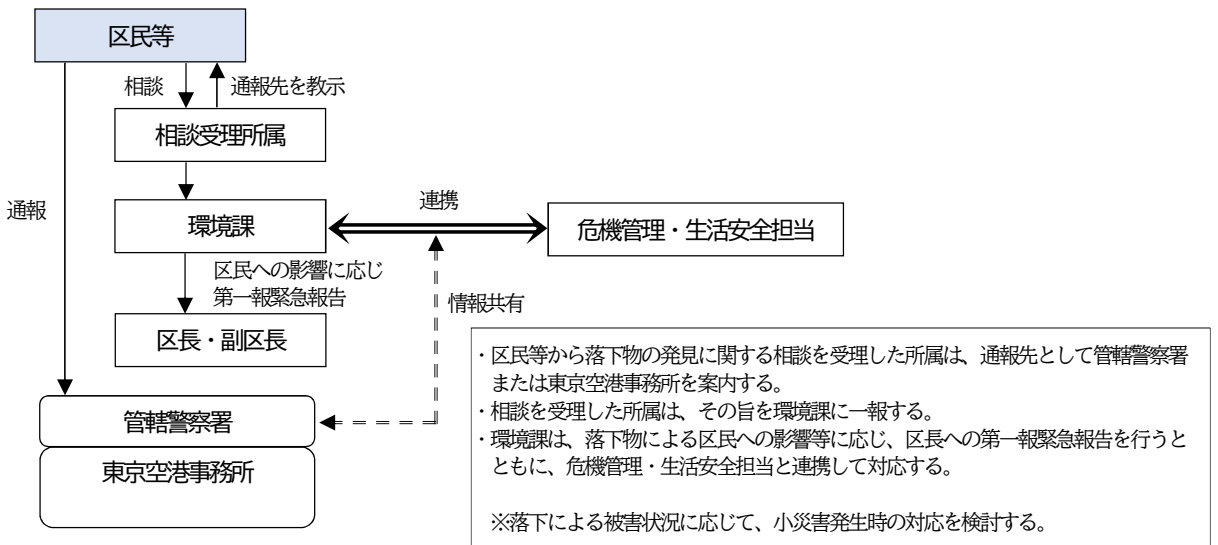 区民等
相談
通報先を教示
相談受理所属
通報
環境課
連携
危機管理・生活安全担当
区民への影響に応じ
第一報緊急報告
情報共有
区長・副区長
管轄警察署
東京空港事務所
・区民等から落下物の発見に関する相談を受理した所属は、通報先として管轄警察署
または東京空港事務所を案内する。
・相談を受理した所属は、その旨を環境課に一報する。
・環境課は、落下物による区民への影響等に応じ、区長への第一報緊急報告を行うと
ともに、危機管理・生活安全担当と連携して対応する。
※落下による被害状況に応じて、小災害発生時の対応を検討する。